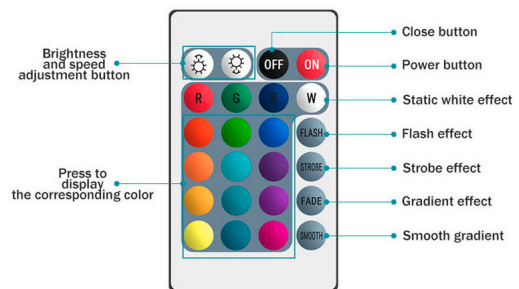 Close button
Brightness
and speed
adjustment button
OFF
ON
Power button
R
G
B
W
Static white effect
FLASH
Flash effect
Press to
display
the corresponding color
STROBE
Strobe effect
FADE
Gradient effect
SMOOTH
Smooth gradient